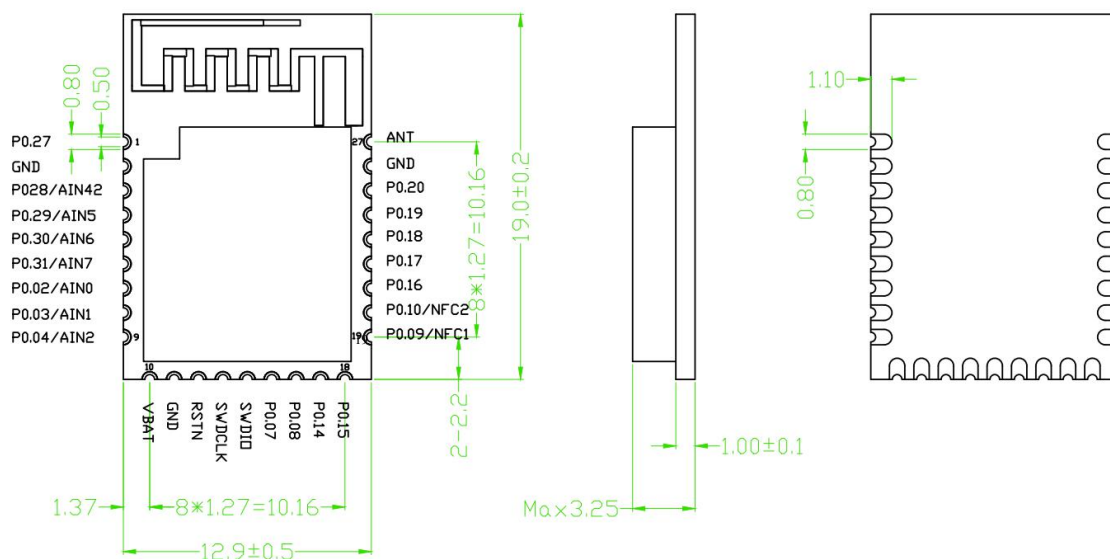 0.80
0.50
1.10
P0.27
1
27
ANT
GND
GND
P028/AIN42
P0.20
P0.29/AIN5
P0.19
P0.30/AIN6
P0.18
P0.31/AIN7
P0.17
P0.02/AIN0
P0.16
P0.03/AIN1
P0.10/NFC2
P0.04/AIN2
9
19
P0.09/NFC1
10
18
VBAT
GND
RSTN
SWDCLK
SWDIO
P0.07
P0.08
P0.14
P0.15
8*1.27=10.16
19.0±0.2
2-2.2
0.80
1.00±0.1
1.37
8*1.27=10.16
Max3.25
12.9±0.5